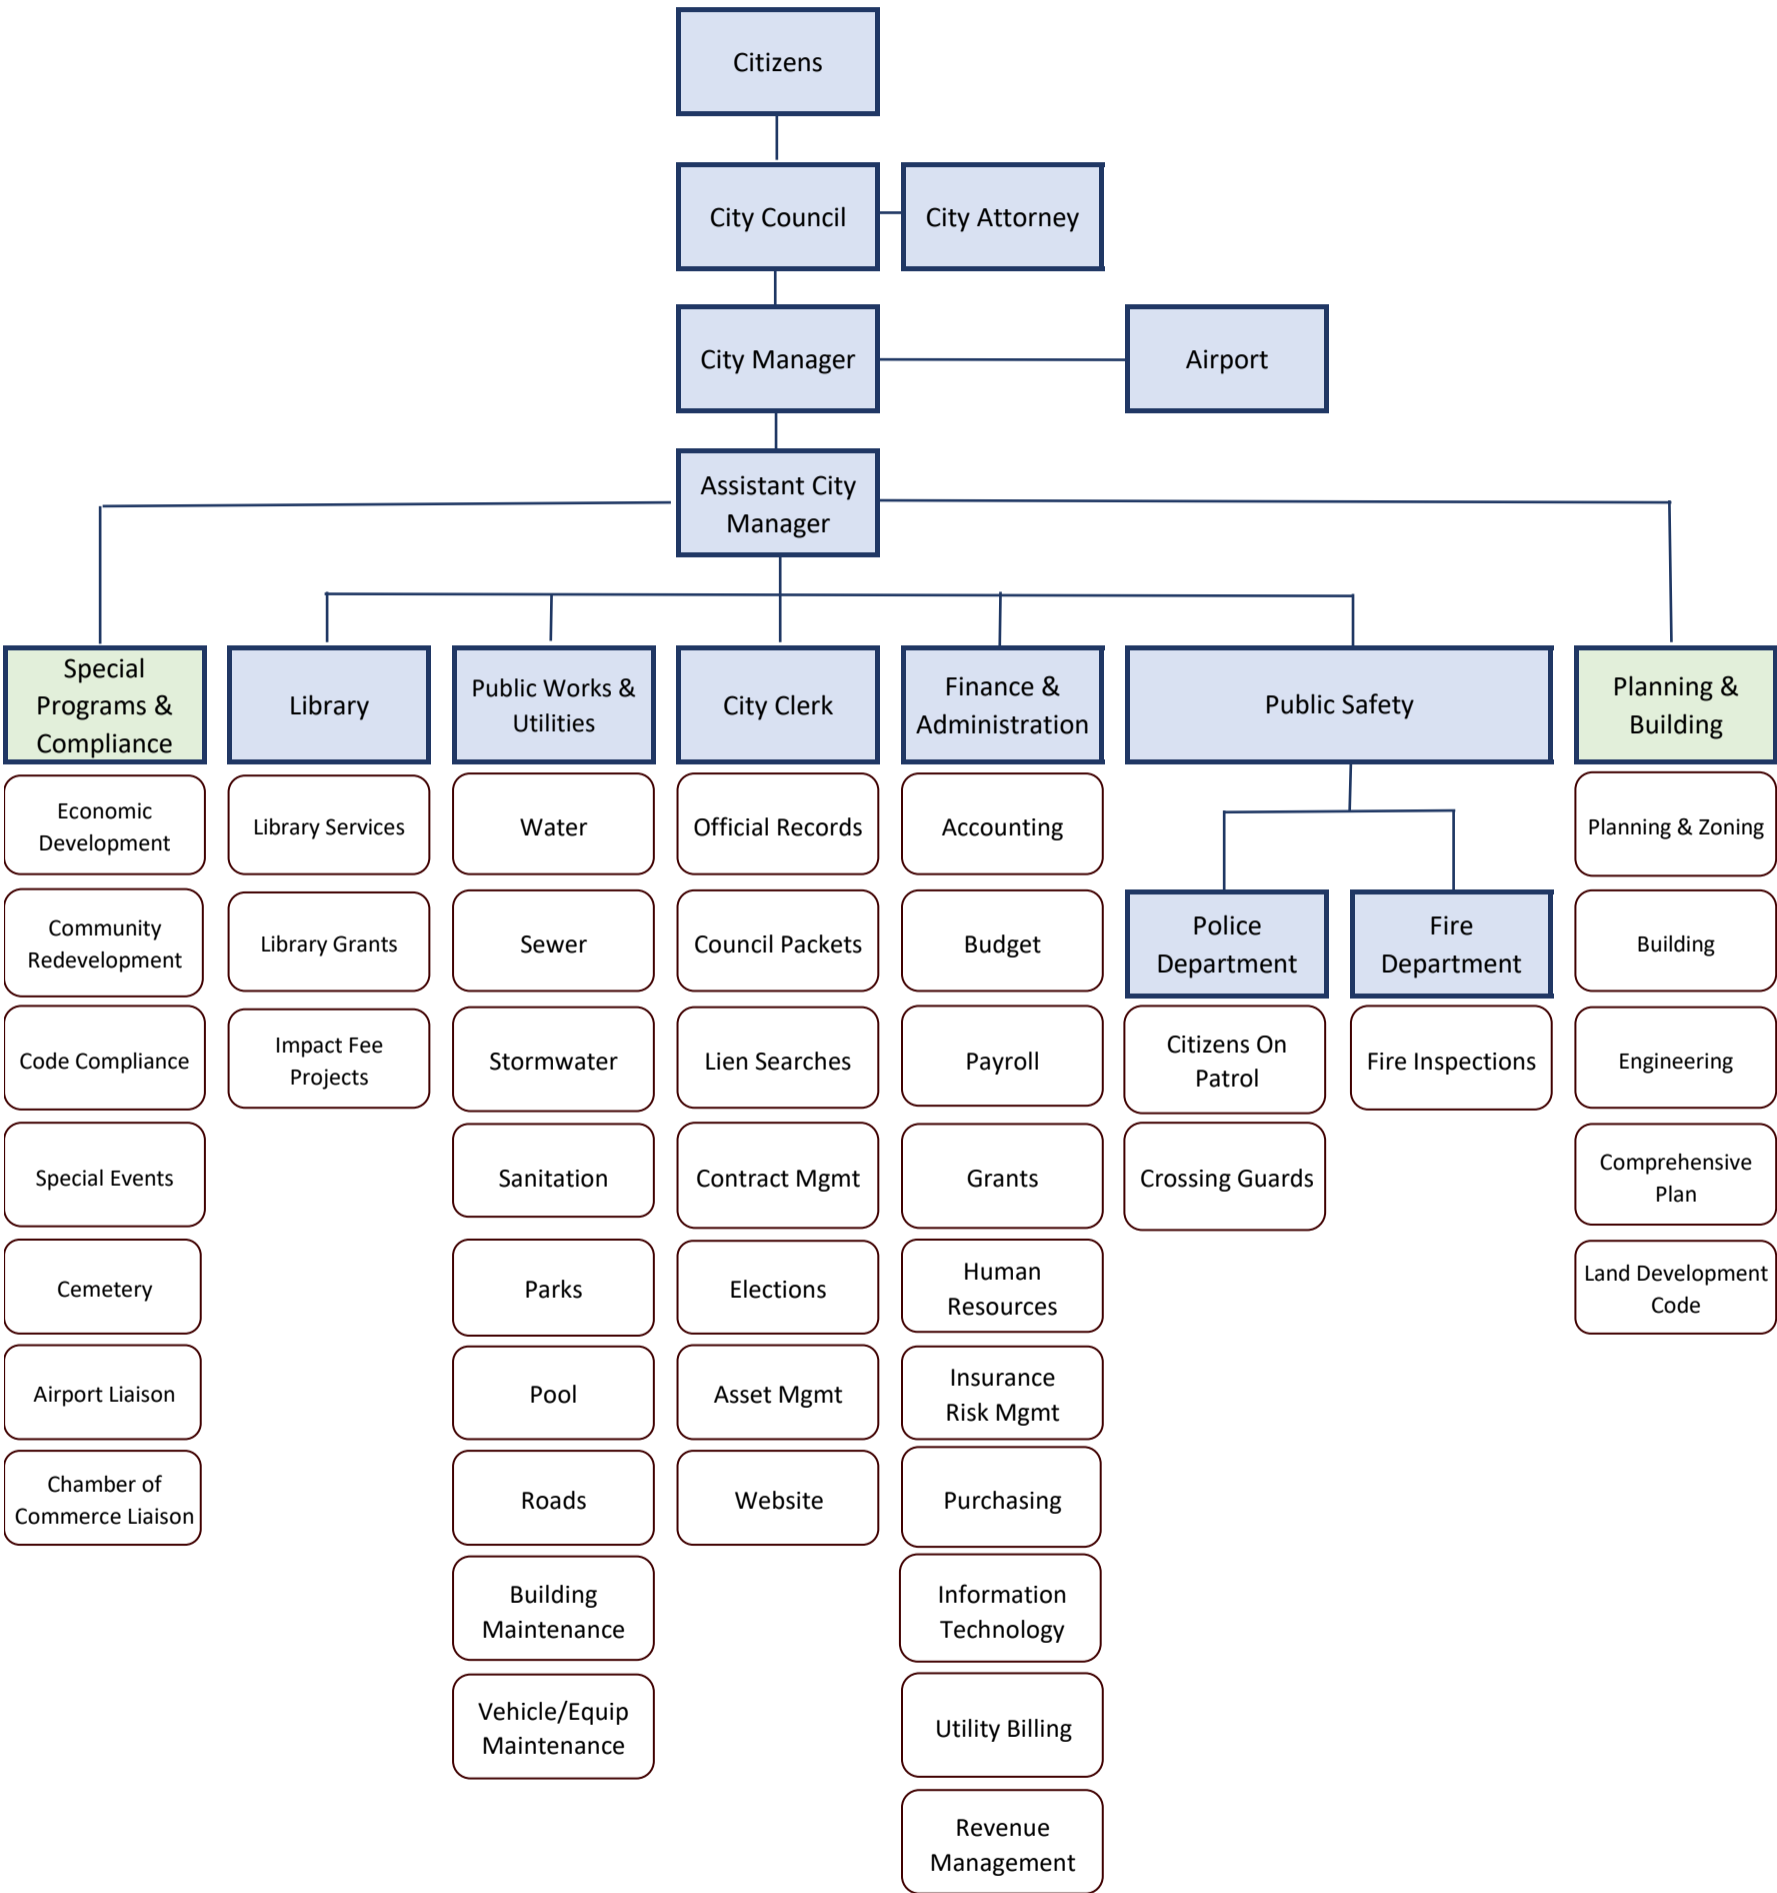 Citizens
City Council
City Attorney
City Manager
Airport
Assistant City
Manager
Special
Programs &
Compliance
Library
Public Works &
Utilities
City Clerk
Finance &
Administration
Public Safety
Planning &
Building
Economic
Development
Community
Redevelopment
Code Compliance
Special Events
Cemetery
Airport Liaison
Chamber of
Commerce Liaison
Library Services
Library Grants
Impact Fee
Projects
Water
Sewer
Stormwater
Sanitation
Parks
Pool
Roads
Building
Maintenance
Vehicle/Equip
Maintenance
Official Records
Council Packets
Lien Searches
Contract Mgmt
Elections
Asset Mgmt
Website
Accounting
Budget
Payroll
Grants
Human
Resources
Insurance
Risk Mgmt
Purchasing
Information
Technology
Utility Billing
Revenue
Management
Police
Department
Citizens On
Patrol
Crossing Guards
Fire
Department
Fire Inspections
Planning & Zoning
Building
Engineering
Comprehensive
Plan
Land Development
Code